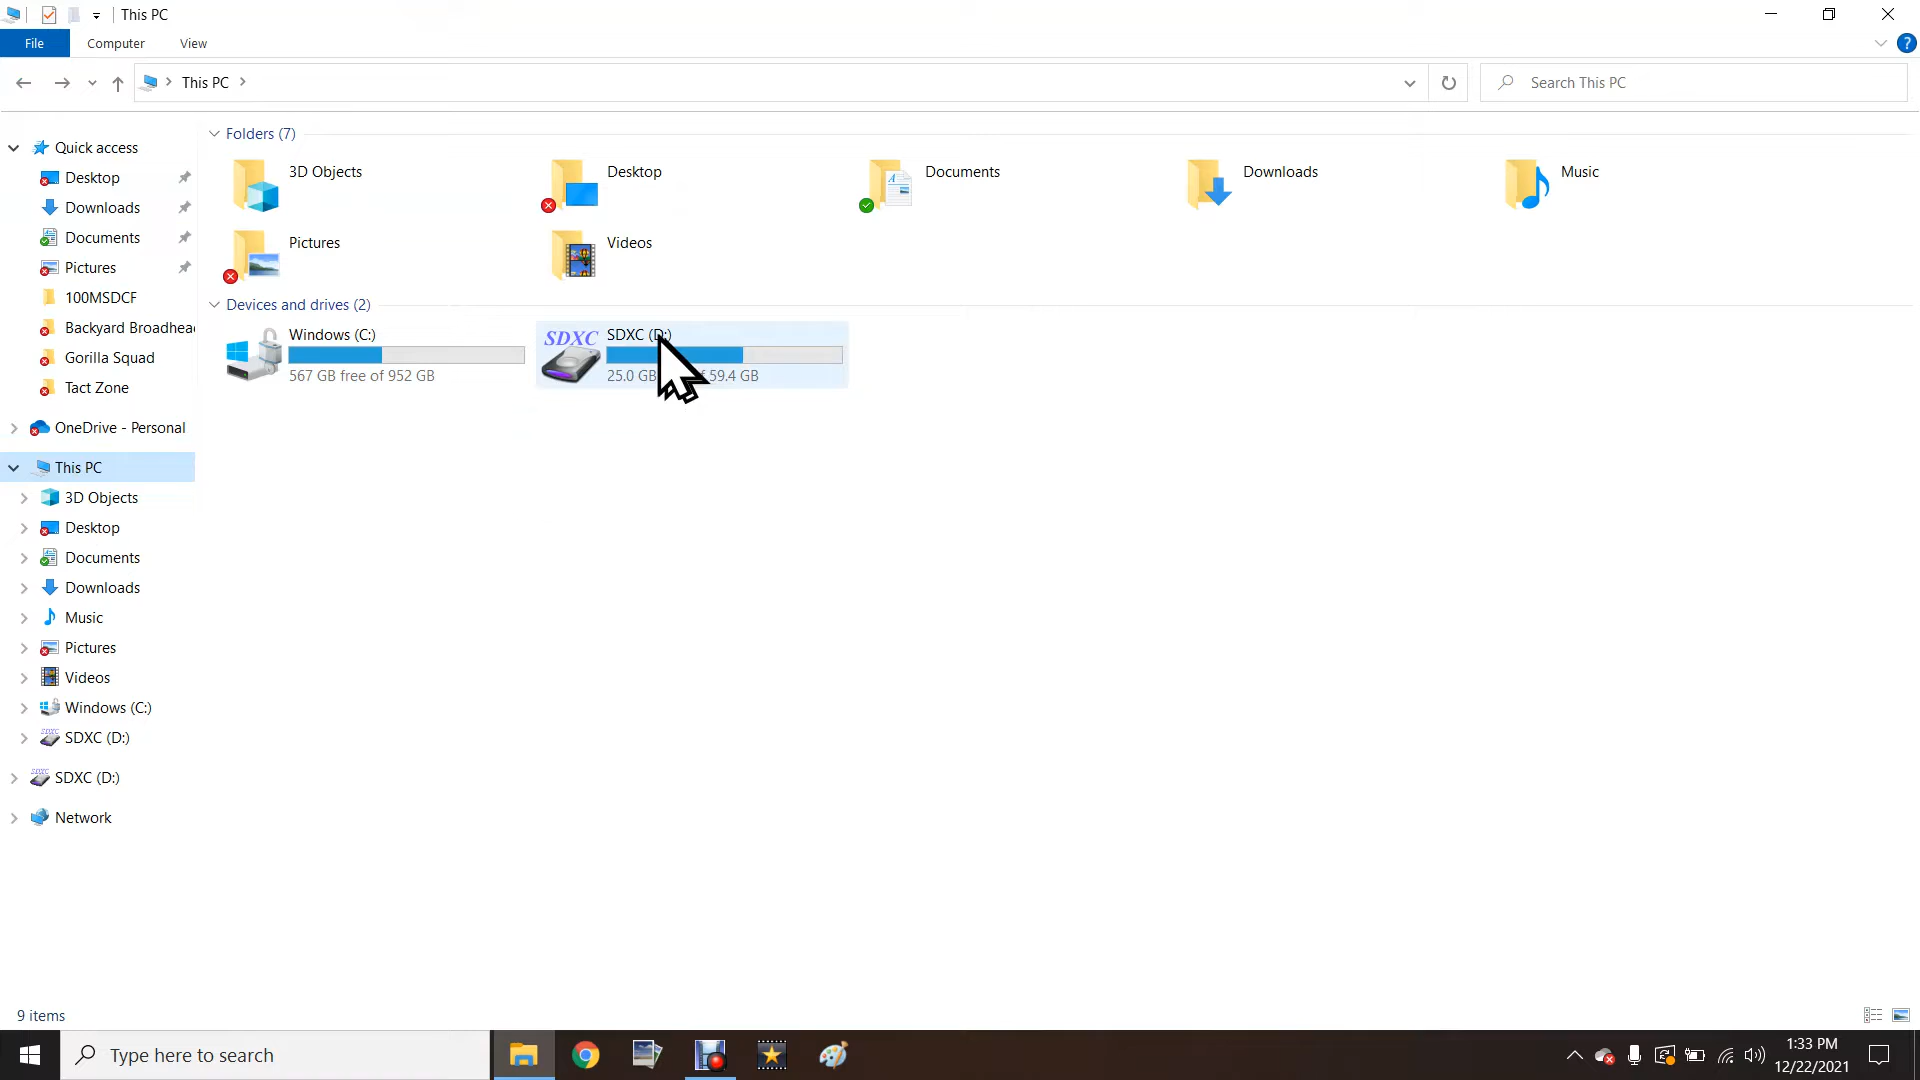 This PC
File Computer View
This PC
Search This PC
Quick access
Desktop
Downloads
Documents
Pictures
100MSDCF
Backyard Broadhea
Gorilla Squad
Tact Zone
OneDrive - Personal
This PC
3D Objects
Desktop
Documents
Downloads
Music
Pictures
Videos
Windows (C:)
SDXC (D:)
SDXC (D:)
Network
Folders (7)
3D Objects
Desktop
Documents
Downloads
Music
Pictures
Videos
Devices and drives (2)
Windows (C:)
567 GB free of 952 GB
SDXC
SDXC (D:)
25.0 GB 59.4 GB
9 items
Type here to search
1:33 PM
12/22/2021